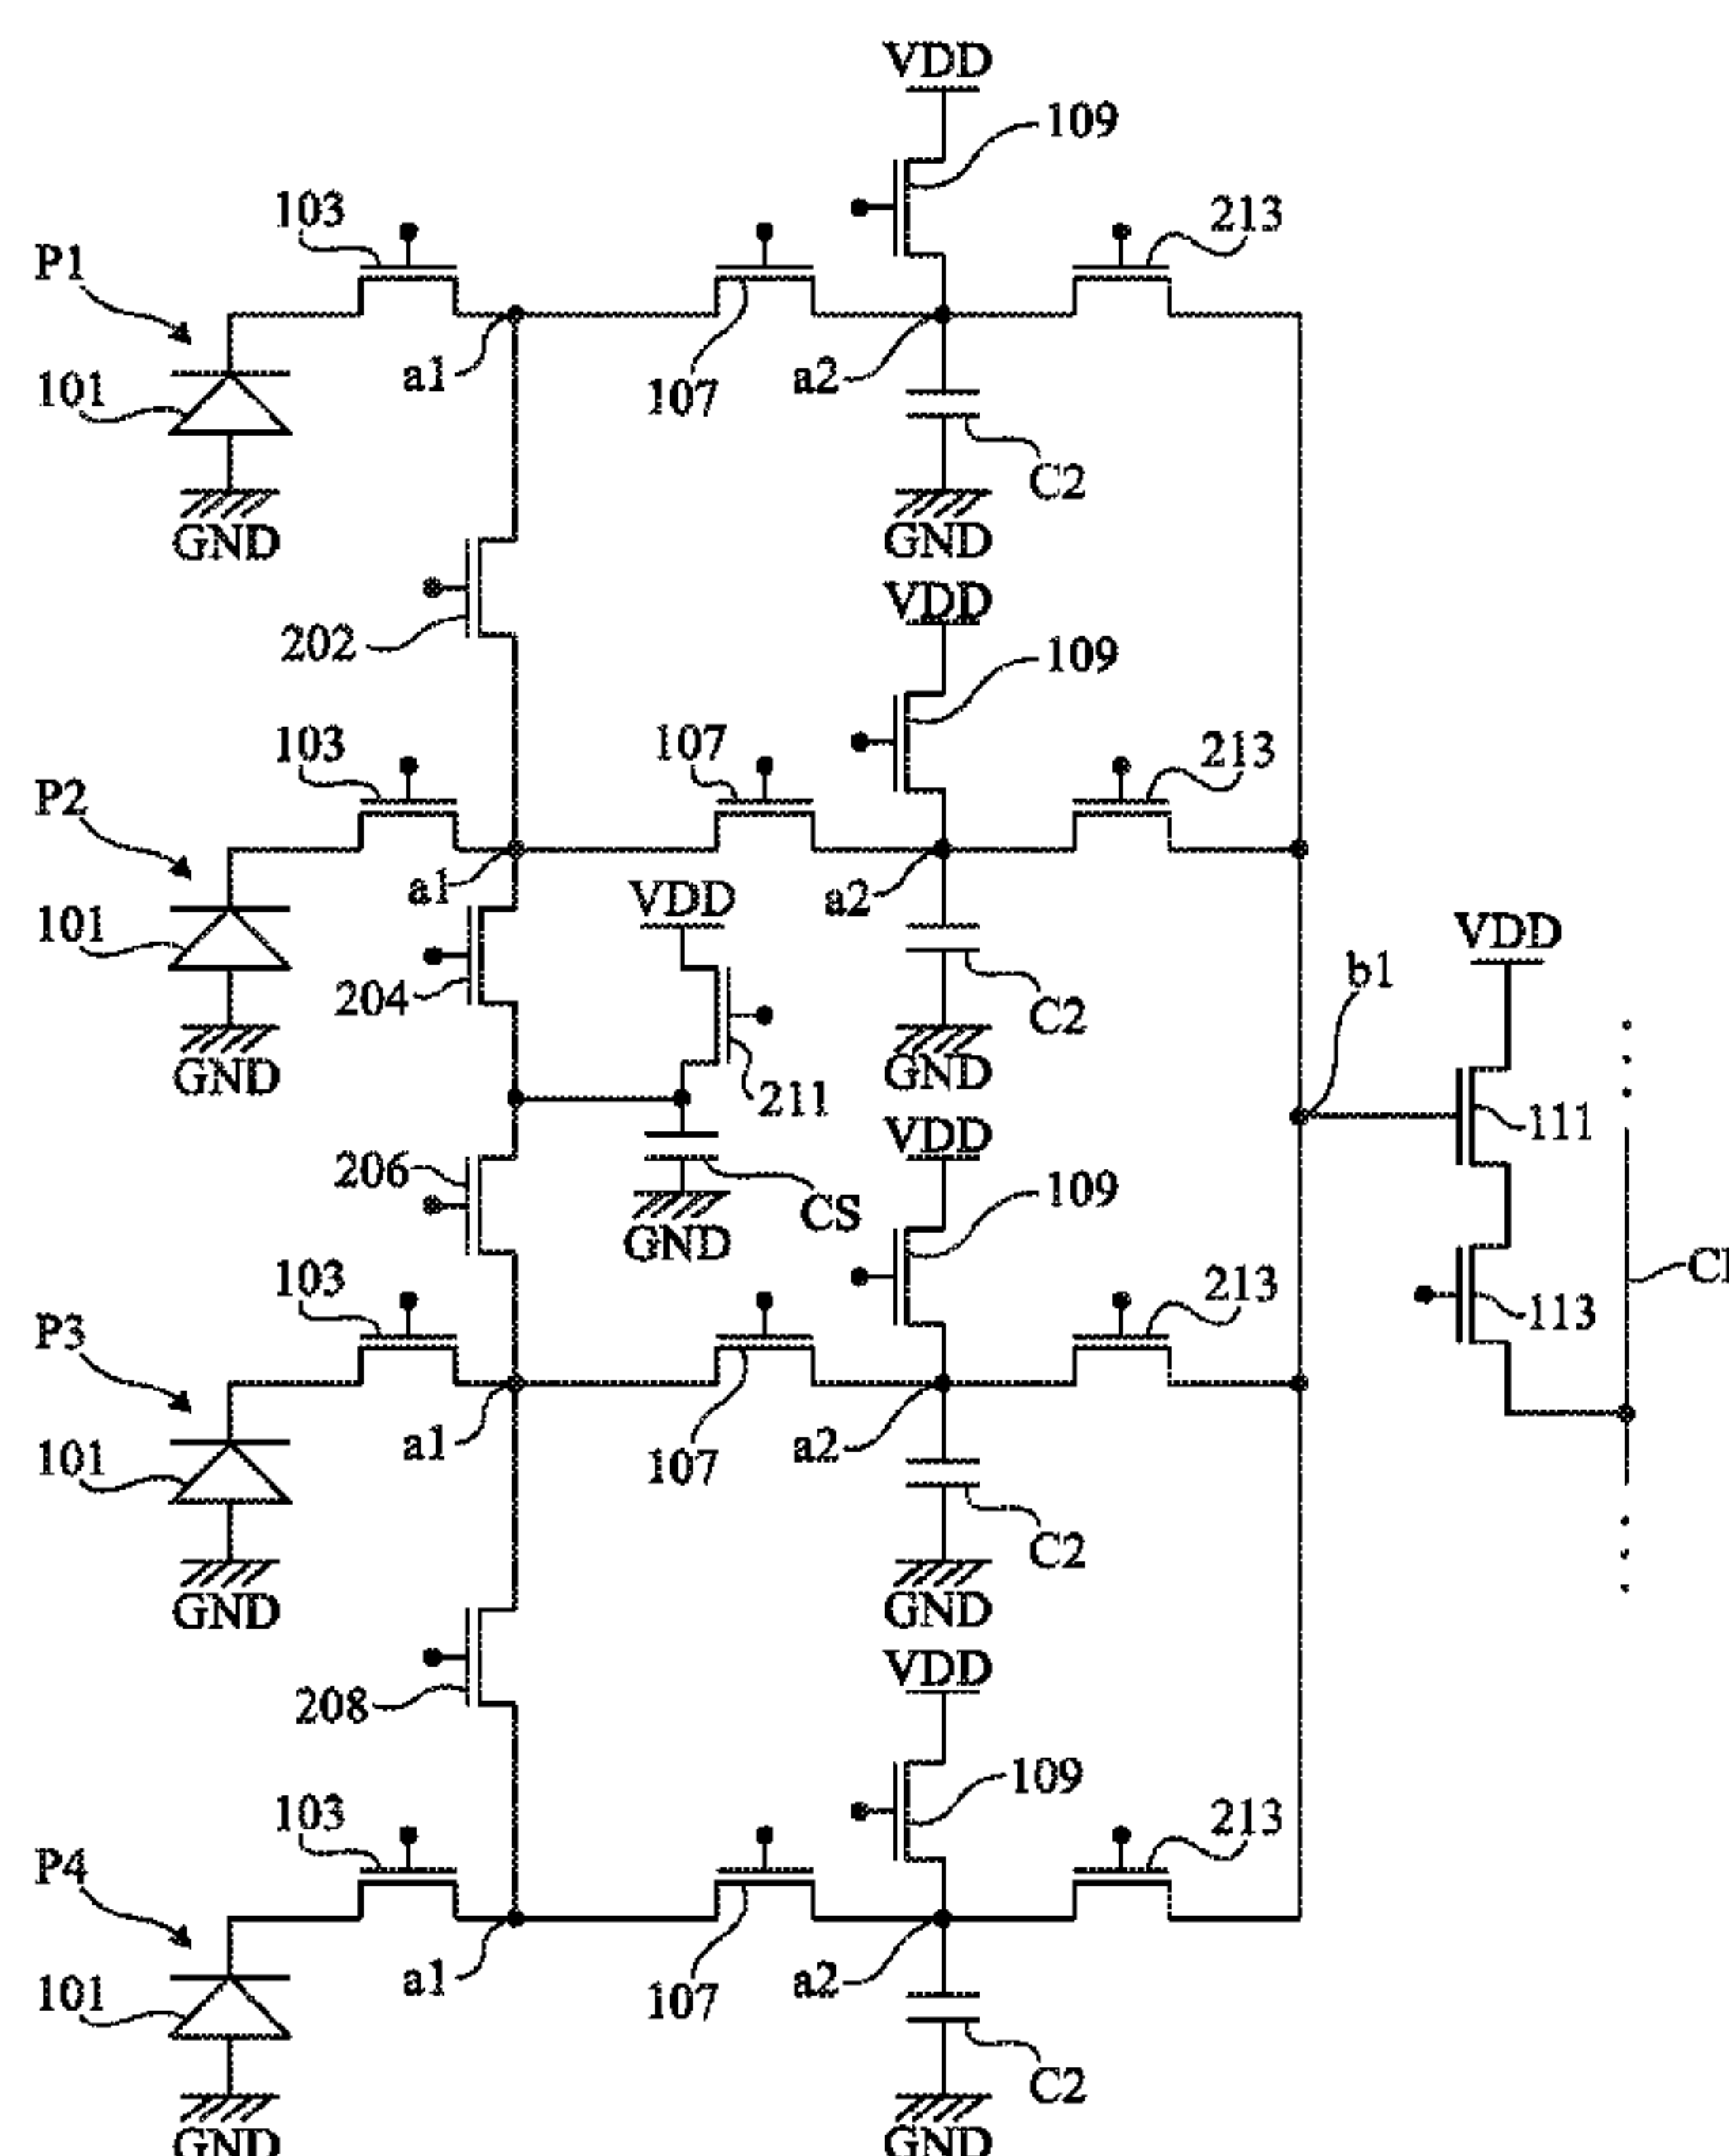 VDD
109
103
213
P1
101
a1
107
a2
C2
GND
GND
VDD
202
109
103
107
213
P2
101
a1
VDD
a2
VDD
b1
204
C2
GND
GND
211
111
VDD
206
CS
109
GND
103
213
113
P3
101
a1
107
a2
C2
GND
GND
VDD
208
109
103
213
P4
101
a1
107
a2
C2
GND
GND